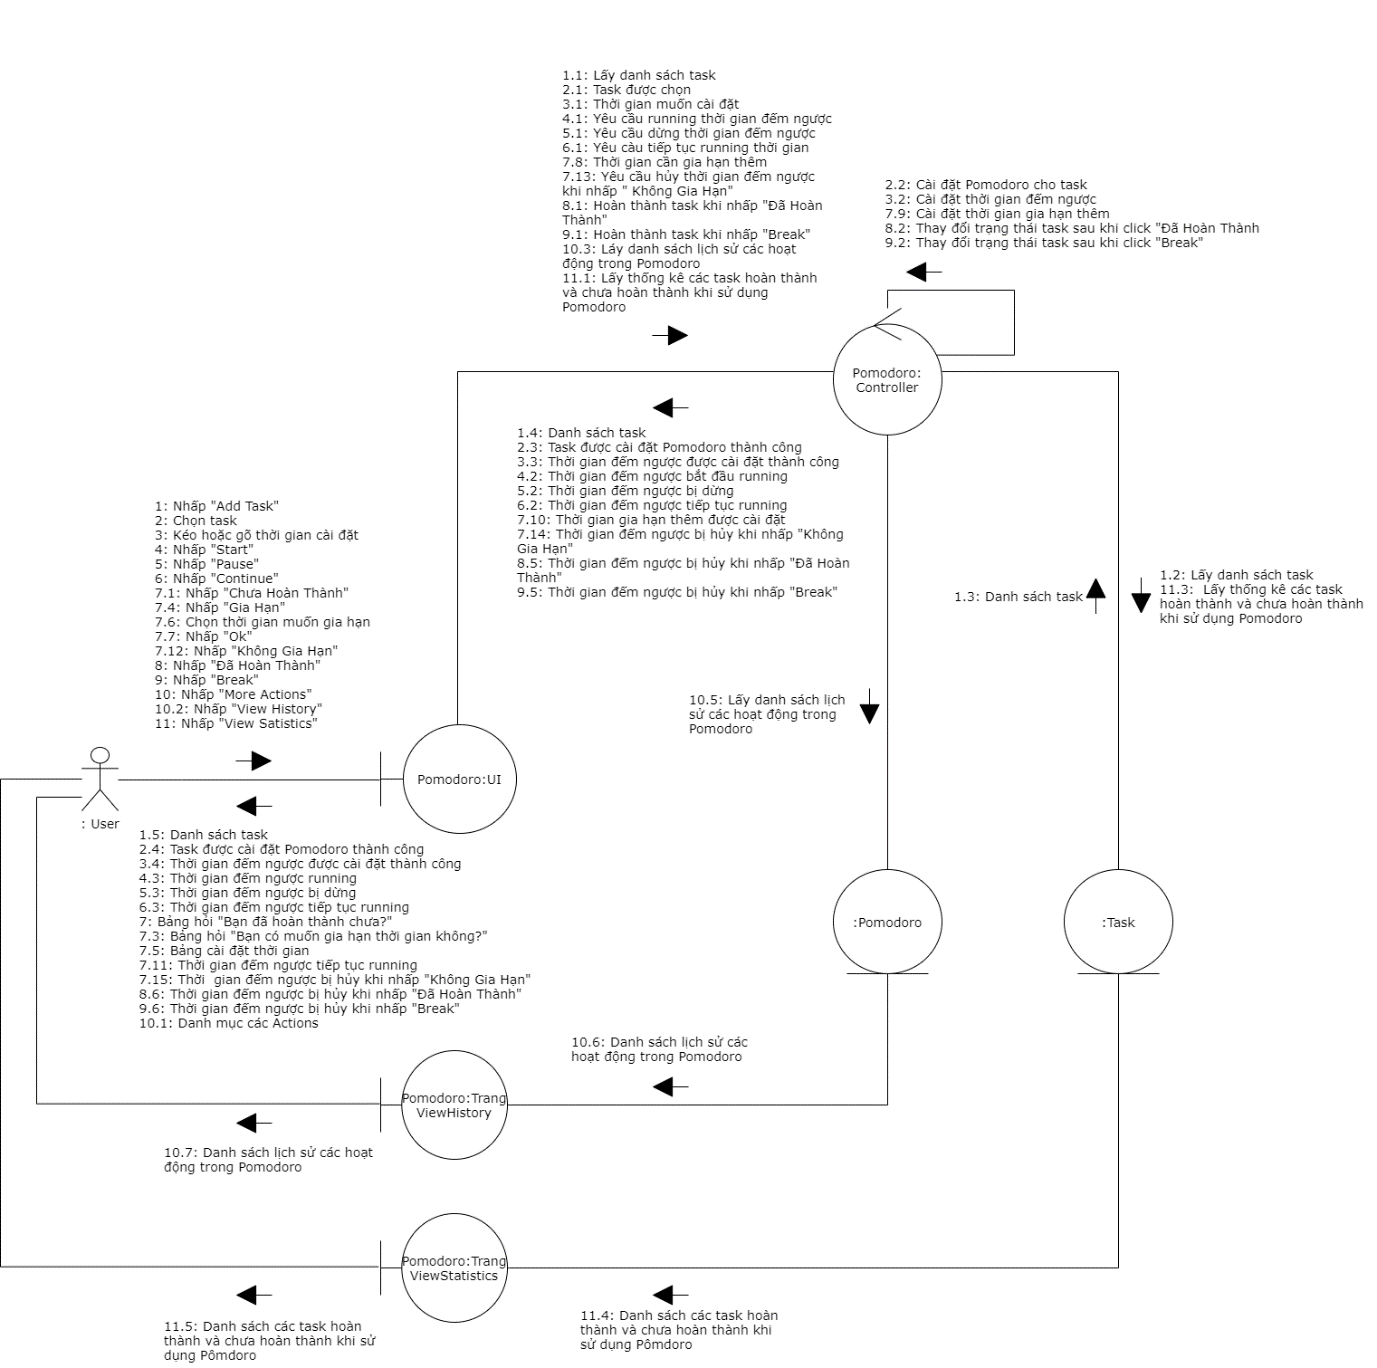 1.1: Lấy danh sách task
2.1: Task được chọn
3.1: Thời gian muốn cài đặt
4.1: Yêu cầu running thời gian đếm ngược
5.1: Yêu cầu dừng thời gian đếm ngược
6.1: Yêu càu tiếp tục running thời gian
7.8: Thời gian cần gia hạn thêm
7.13: Yêu cầu hủy thời gian đếm ngược
khi nhấp " Không Gia Hạn"
8.1: Hoàn thành task khi nhấp "Đã Hoàn
Thành"
9.1: Hoàn thành task khi nhấp "Break"
10.3: Láy danh sách lịch sử các hoạt
động trong Pomodoro
11.1: Lấy thống kê các task hoàn thành
và chưa hoàn thành khi sử dụng
Pomodoro
2.2: Cài đặt Pomodoro cho task
3.2: Cài đặt thời gian đếm ngược
7.9: Cài đặt thời gian gia hạn thêm
8.2: Thay đổi trạng thái task sau khi click "Đã Hoàn Thành
9.2: Thay đổi trạng thái task sau khi click "Break"
Pomodoro:
Controller
1.4: Danh sách task
2.3: Task được cài đặt Pomodoro thành công
3.3: Thời gian đếm ngược được cài đặt thành công
4.2: Thời gian đếm ngược bắt đầu running
5.2: Thời gian đếm ngược bị dừng
6.2: Thời gian đếm ngược tiếp tục running
7.10: Thời gian gia hạn thêm được cài đặt
7.14: Thời gian đếm ngược bị hủy khi nhấp "Không
Gia Hạn"
8.5: Thời gian đếm ngược bị hủy khi nhấp "Đã Hoàn
Thành"
9.5: Thời gian đếm ngược bị hủy khi nhấp "Break"
1: Nhấp "Add Task"
2: Chọn task
3: Kéo hoặc gõ thời gian cài đặt
4: Nhấp "Start"
5: Nhấp "Pause"
6: Nhấp "Continue"
7.1: Nhấp "Chưa Hoàn Thành"
7.4: Nhấp "Gia Hạn"
7.6: Chọn thời gian muốn gia hạn
7.7: Nhấp "Ok"
7.12: Nhấp "Không Gia Hạn"
8: Nhấp "Đã Hoàn Thành"
9: Nhấp "Break"
10: Nhấp "More Actions"
10.2: Nhấp "View History"
11: Nhấp "View Satistics"
1.3: Danh sách task
1.2: Lấy danh sách task
11.3:  Lấy thống kê các task
hoàn thành và chưa hoàn thành
khi sử dụng Pomodoro
10.5: Lấy danh sách lịch
sử các hoạt động trong
Pomodoro
: User
Pomodoro:UI
1.5: Danh sách task
2.4: Task được cài đặt Pomodoro thành công
3.4: Thời gian đếm ngược được cài đặt thành công
4.3: Thời gian đếm ngược running
5.3: Thời gian đếm ngược bị dừng
6.3: Thời gian đếm ngược tiếp tục running
7: Bảng hỏi "Bạn đã hoàn thành chưa?"
7.3: Bảng hỏi "Bạn có muốn gia hạn thời gian không?"
7.5: Bảng cài đặt thời gian
7.11: Thời gian đếm ngược tiếp tục running
7.15: Thời  gian đếm ngược bị hủy khi nhấp "Không Gia Hạn"
8.6: Thời gian đếm ngược bị hủy khi nhấp "Đã Hoàn Thành"
9.6: Thời gian đếm ngược bị hủy khi nhấp "Break"
10.1: Danh mục các Actions
:Pomodoro
:Task
10.6: Danh sách lịch sử các
hoạt động trong Pomodoro
Pomodoro:Trang
ViewHistory
10.7: Danh sách lịch sử các hoạt
động trong Pomodoro
Pomodoro:Trang
ViewStatistics
11.5: Danh sách các task hoàn
thành và chưa hoàn thành khi sử
dụng Pômdoro
11.4: Danh sách các task hoàn
thành và chưa hoàn thành khi
sử dụng Pômdoro